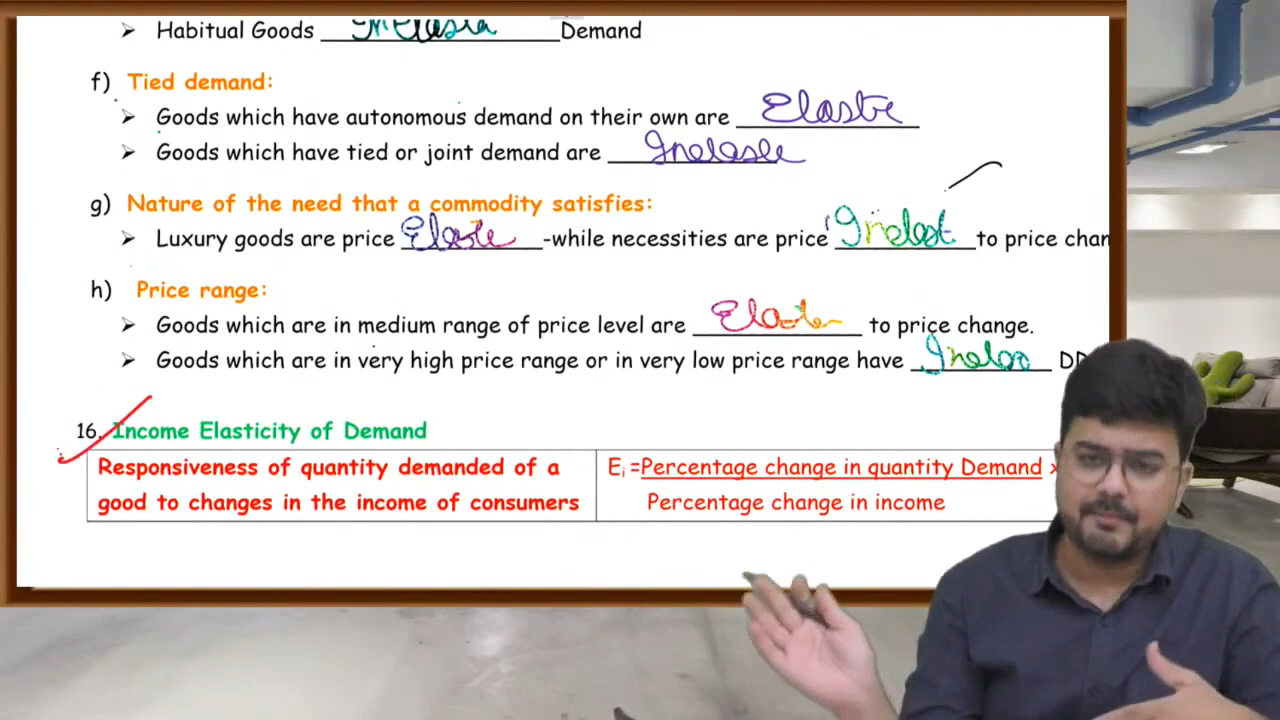 ➤ Habitual Goods Inelastic Demand
f) Tied demand:
➤ Goods which have autonomous demand on their own are Elastic
➤ Goods which have tied or joint demand are Inelastic
g) Nature of the need that a commodity satisfies:
➤ Luxury goods are price Elastic -while necessities are price Inelast to price chan
h) Price range:
➤ Goods which are in medium range of price level are Elastic to price change.
➤ Goods which are in very high price range or in very low price range have DD
16. Income Elasticity of Demand
Responsiveness of quantity demanded of a good to changes in the income of consumers
Ei =Percentage change in quantity Demand x
Percentage change in income